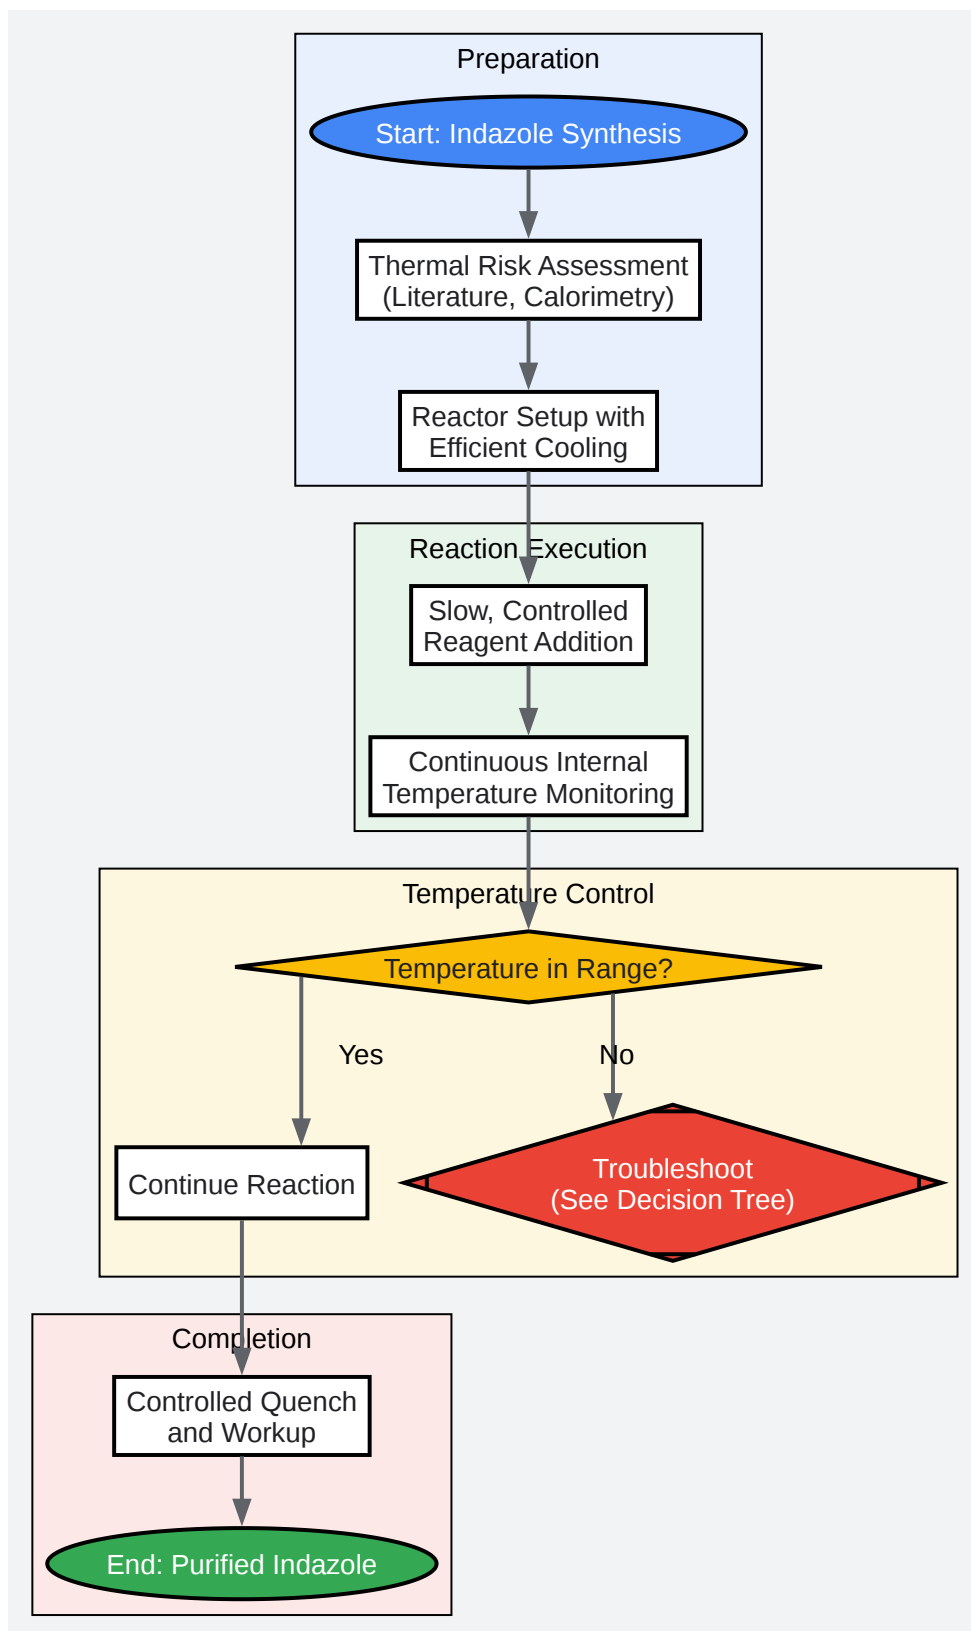 Preparation
Start: Indazole Synthesis
Thermal Risk Assessment
(Literature, Calorimetry)
Reactor Setup with
Efficient Cooling
Reaction Execution
Slow, Controlled
Reagent Addition
Continuous Internal
Temperature Monitoring
Temperature Control
Temperature in Range?
Yes
No
Continue Reaction
Troubleshoot
(See Decision Tree)
Completion
Controlled Quench
and Workup
End: Purified Indazole